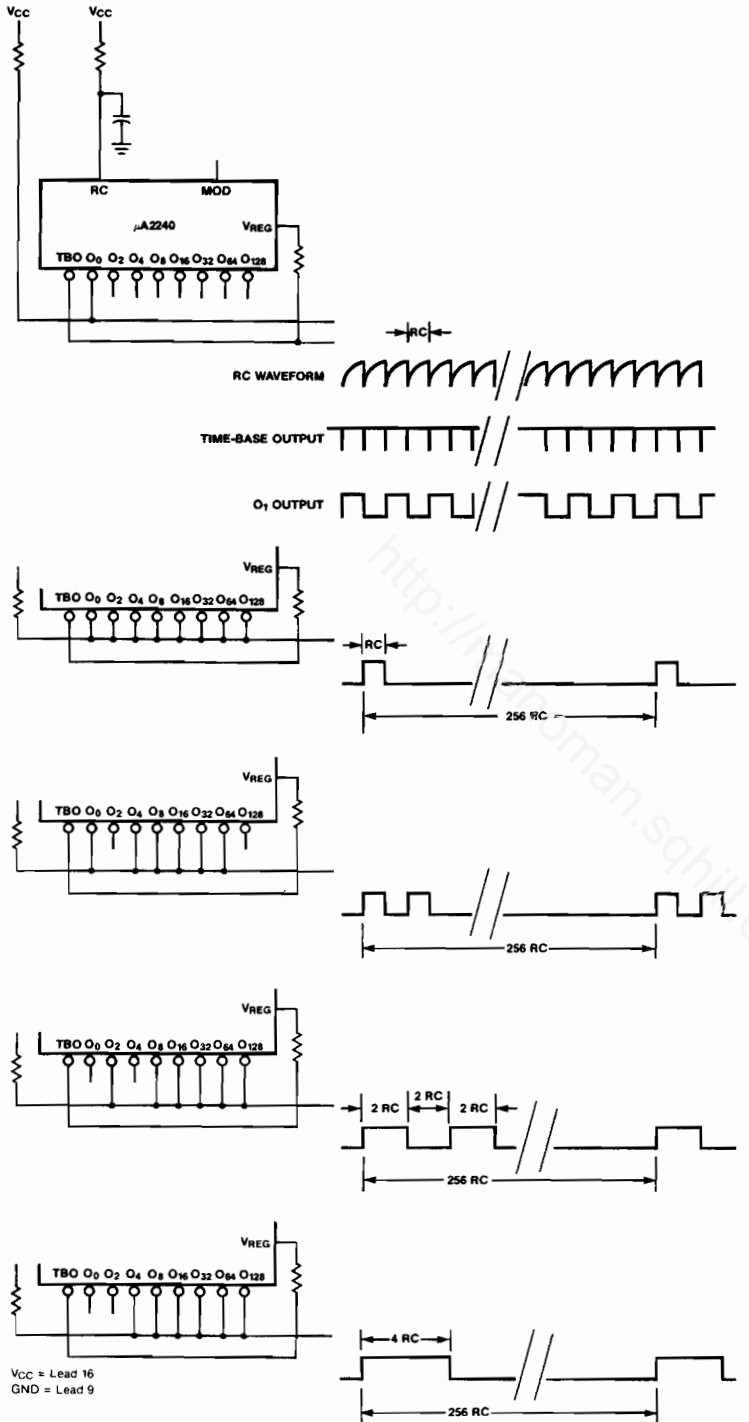 VCC VCC
RC MOD
µA2240
VREG
TBO O0 O2 O4 O8 O16 O32 O64 O128
RC
RC WAVEFORM
TIME-BASE OUTPUT
O1 OUTPUT
VREG
TBO O0 O2 O4 O8 O16 O32 O64 O128
RC
256 RC
VREG
TBO O0 O2 O4 O8 O16 O32 O64 O128
256 RC
VREG
TBO O0 O2 O4 O8 O16 O32 O64 O128
2 RC 2 RC 2 RC
256 RC
VREG
TBO O0 O2 O4 O8 O16 O32 O64 O128
4 RC
VCC = Lead 16
GND = Lead 9
256 RC